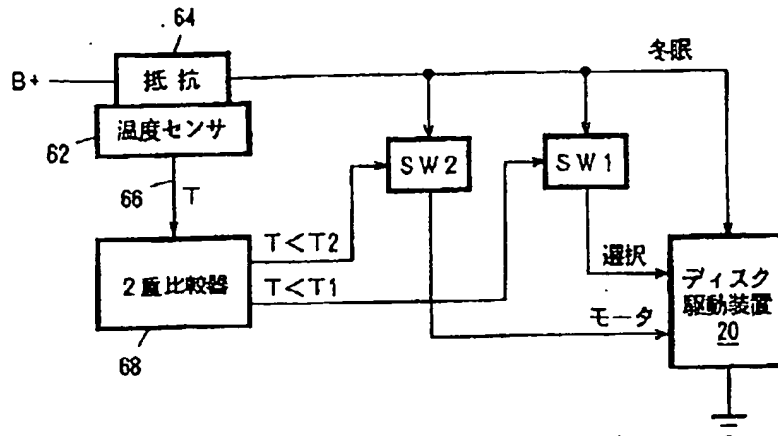 64
B+
抵抗
冬眠
温度センサ
62
SW2
SW1
66
T
T<T2
2重比較器
T<T1
選択
ディスク
駆動装置
20
モータ
68